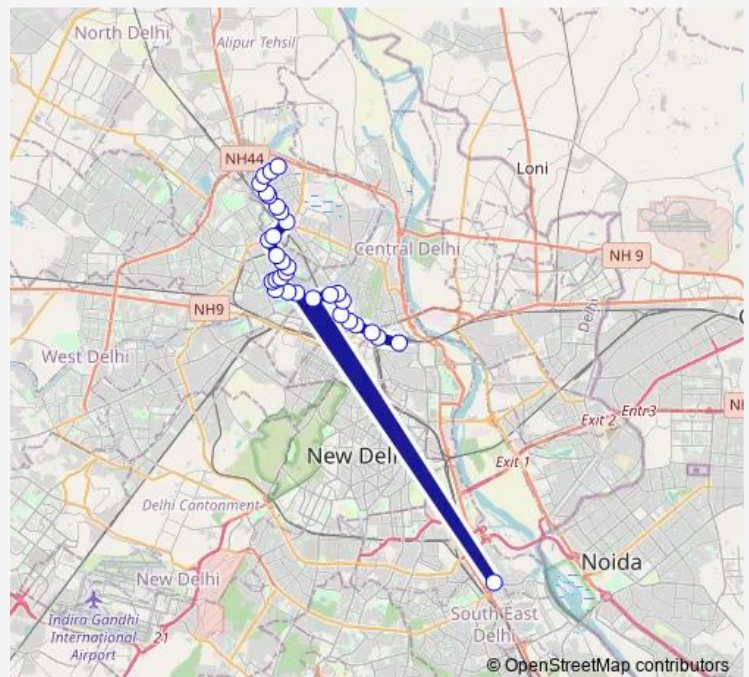 North Delhi
Alipur Tehsil
NH44
Loni
Central Delhi
NH 9
NH9
Delhi
West Delhi
Exit 2
Entr3
Exit 1
New Del
Delhi Cantonment
Noida
New Delhi
South East
Delhi
Indira Gandhi
International
Airport
21
© OpenStreetMap contributors